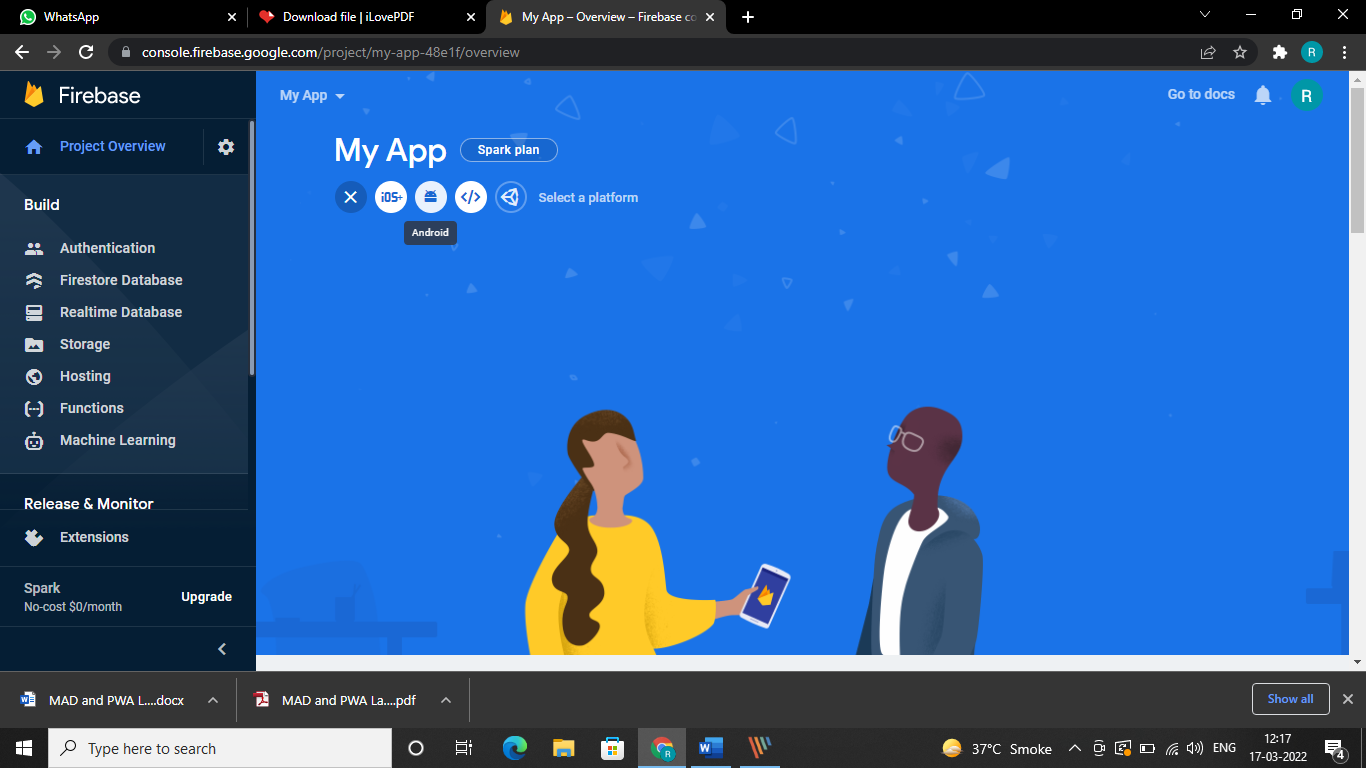 WhatsApp
Download file | iLovePDF
My App – Overview – Firebase co
console.firebase.google.com/project/my-app-48e1f/overview
R
Firebase
My App
Go to docs
R
Project Overview
My App
Spark plan
iOS+
</>
Select a platform
Android
Build
Authentication
Firestore Database
Realtime Database
Storage
Hosting
Functions
Machine Learning
Release & Monitor
Extensions
Spark
No-cost $0/month
Upgrade
MAD and PWA L....docx
MAD and PWA La....pdf
Show all
Type here to search
37°C Smoke
ENG
12:17
17-03-2022
4